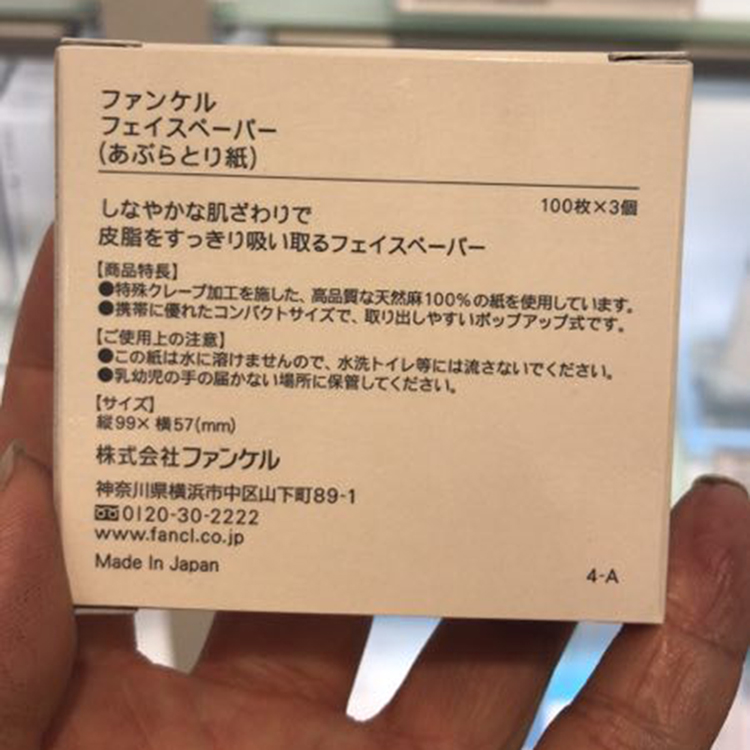 ファンケル
フェイスペーパー
(あぶらとり紙)
100枚×3個
しなやかな肌ざわりで
皮脂をすっきり吸い取るフェイスペーパー
【商品特長】
●特殊クレープ加工を施した、高品質な天然麻100%の紙を使用しています。
●携帯に優れたコンパクトサイズで、取り出しやすいポップアップ式です。
【ご使用上の注意】
●この紙は水に溶けませんので、水洗トイレ等には流さないでください。
●乳幼児の手の届かない場所に保管してください。
【サイズ】
縦99×横57(mm)
株式会社ファンケル
神奈川県横浜市中区山下町89-1
0120-30-2222
www.fancl.co.jp
Made In Japan
4-A